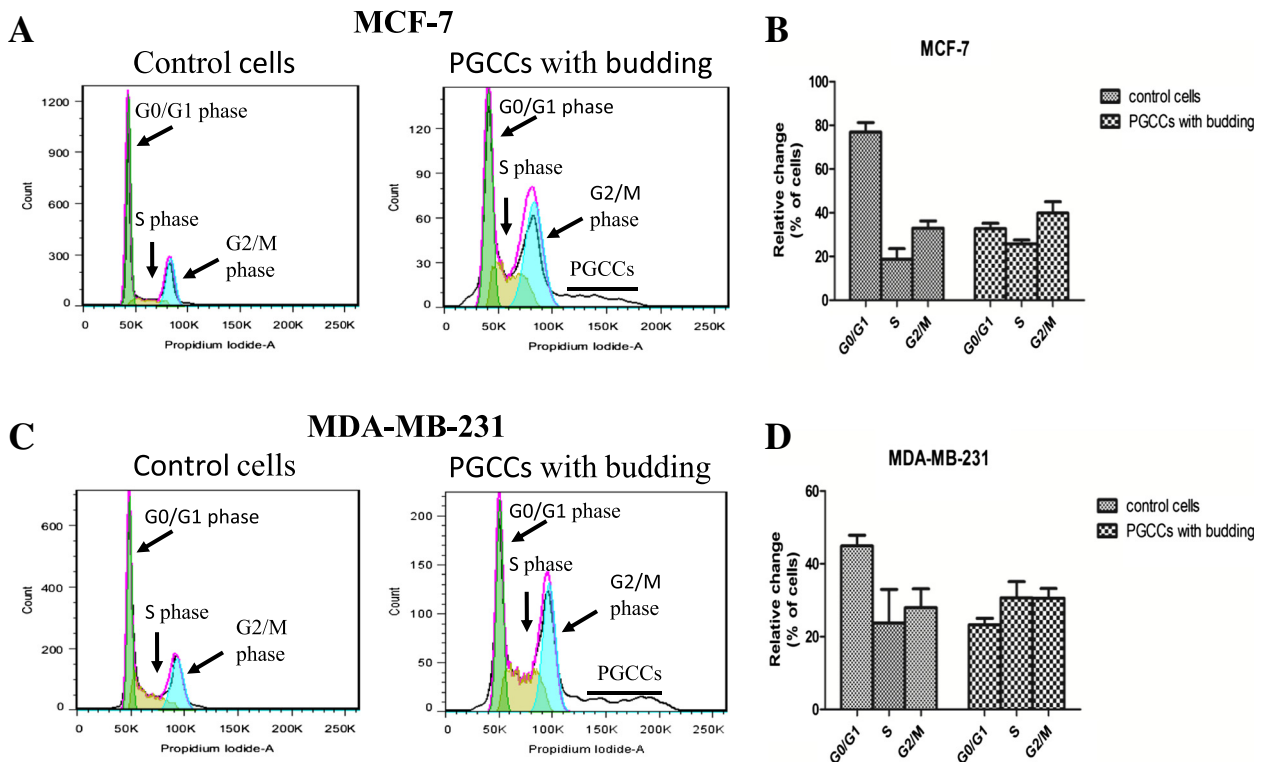 A
MCF-7
Control cells
PGCCs with budding
1200
900
600
300
0
Count
G0/G1 phase
S phase
G2/M
phase
0 50K 100K 150K 200K 250K
Propidium Iodide-A
120
90
60
30
0
Count
G0/G1 phase
S phase
G2/M
phase
PGCCs
0 50K 100K 150K 200K 250K
Propidium Iodide-A
B
MCF-7
Relative change
(% of cells)
100
80
60
40
20
0
G0/G1 S G2/M G0/G1 S G2/M
control cells
PGCCs with budding
C
MDA-MB-231
Control cells
PGCCs with budding
600
400
200
0
Count
G0/G1 phase
S phase
G2/M
phase
0 50K 100K 150K 200K 250K
Propidium Iodide-A
200
150
100
50
0
Count
G0/G1 phase
S phase
G2/M
phase
PGCCs
0 50K 100K 150K 200K 250K
Propidium Iodide-A
D
MDA-MB-231
Relative change
(% of cells)
60
40
20
0
G0/G1 S G2/M G0/G1 S G2/M
control cells
PGCCs with budding